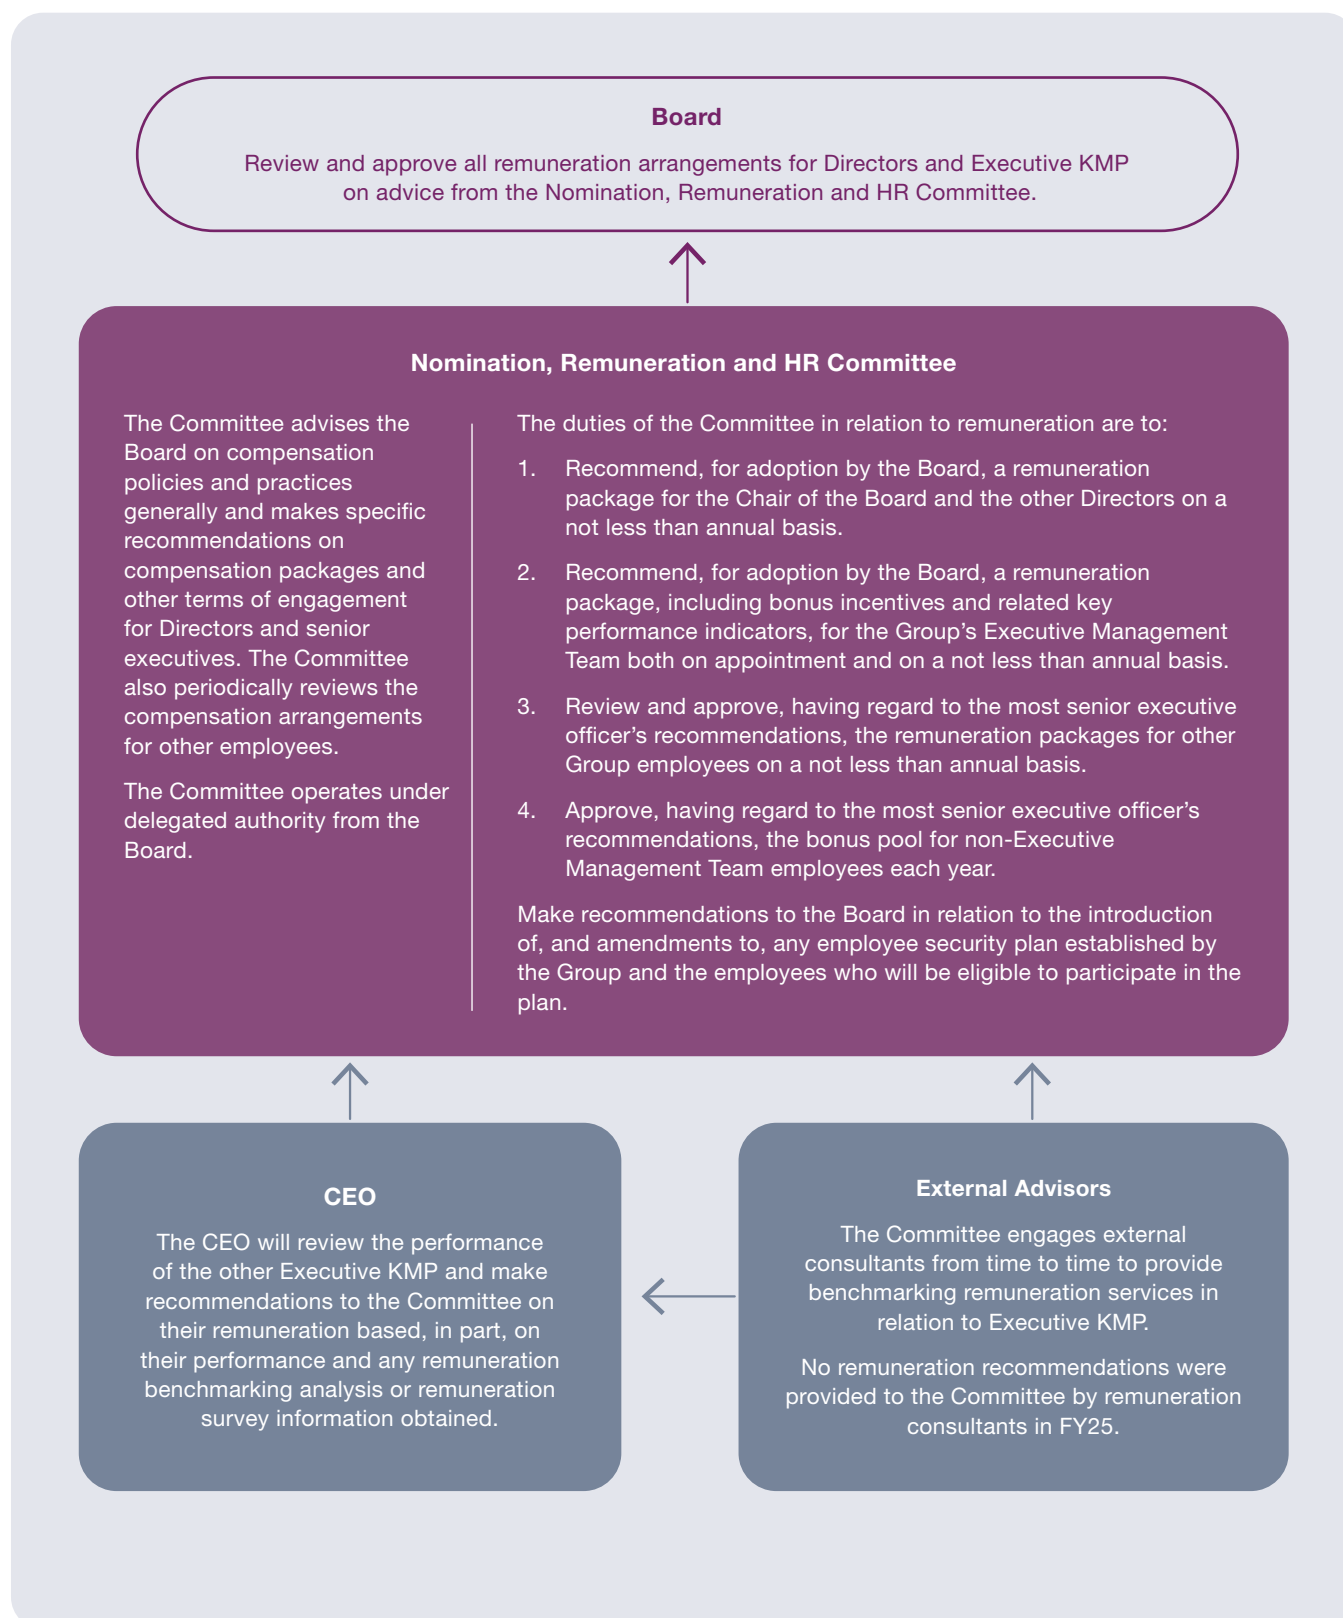 Board
Review and approve all remuneration arrangements for Directors and Executive KMP
on advice from the Nomination, Remuneration and HR Committee.
Nomination, Remuneration and HR Committee
The Committee advises the
Board on compensation
policies and practices
generally and makes specific
recommendations on
compensation packages and
other terms of engagement
for Directors and senior
executives. The Committee
also periodically reviews the
compensation arrangements
for other employees.
The Committee operates under
delegated authority from the
Board.
The duties of the Committee in relation to remuneration are to:
1. Recommend, for adoption by the Board, a remuneration
package for the Chair of the Board and the other Directors on a
not less than annual basis.
2. Recommend, for adoption by the Board, a remuneration
package, including bonus incentives and related key
performance indicators, for the Group’s Executive Management
Team both on appointment and on a not less than annual basis.
3. Review and approve, having regard to the most senior executive
officer’s recommendations, the remuneration packages for other
Group employees on a not less than annual basis.
4. Approve, having regard to the most senior executive officer’s
recommendations, the bonus pool for non-Executive
Management Team employees each year.
Make recommendations to the Board in relation to the introduction
of, and amendments to, any employee security plan established by
the Group and the employees who will be eligible to participate in the
plan.
CEO
The CEO will review the performance
of the other Executive KMP and make
recommendations to the Committee on
their remuneration based, in part, on
their performance and any remuneration
benchmarking analysis or remuneration
survey information obtained.
External Advisors
The Committee engages external
consultants from time to time to provide
benchmarking remuneration services in
relation to Executive KMP.
No remuneration recommendations were
provided to the Committee by remuneration
consultants in FY25.